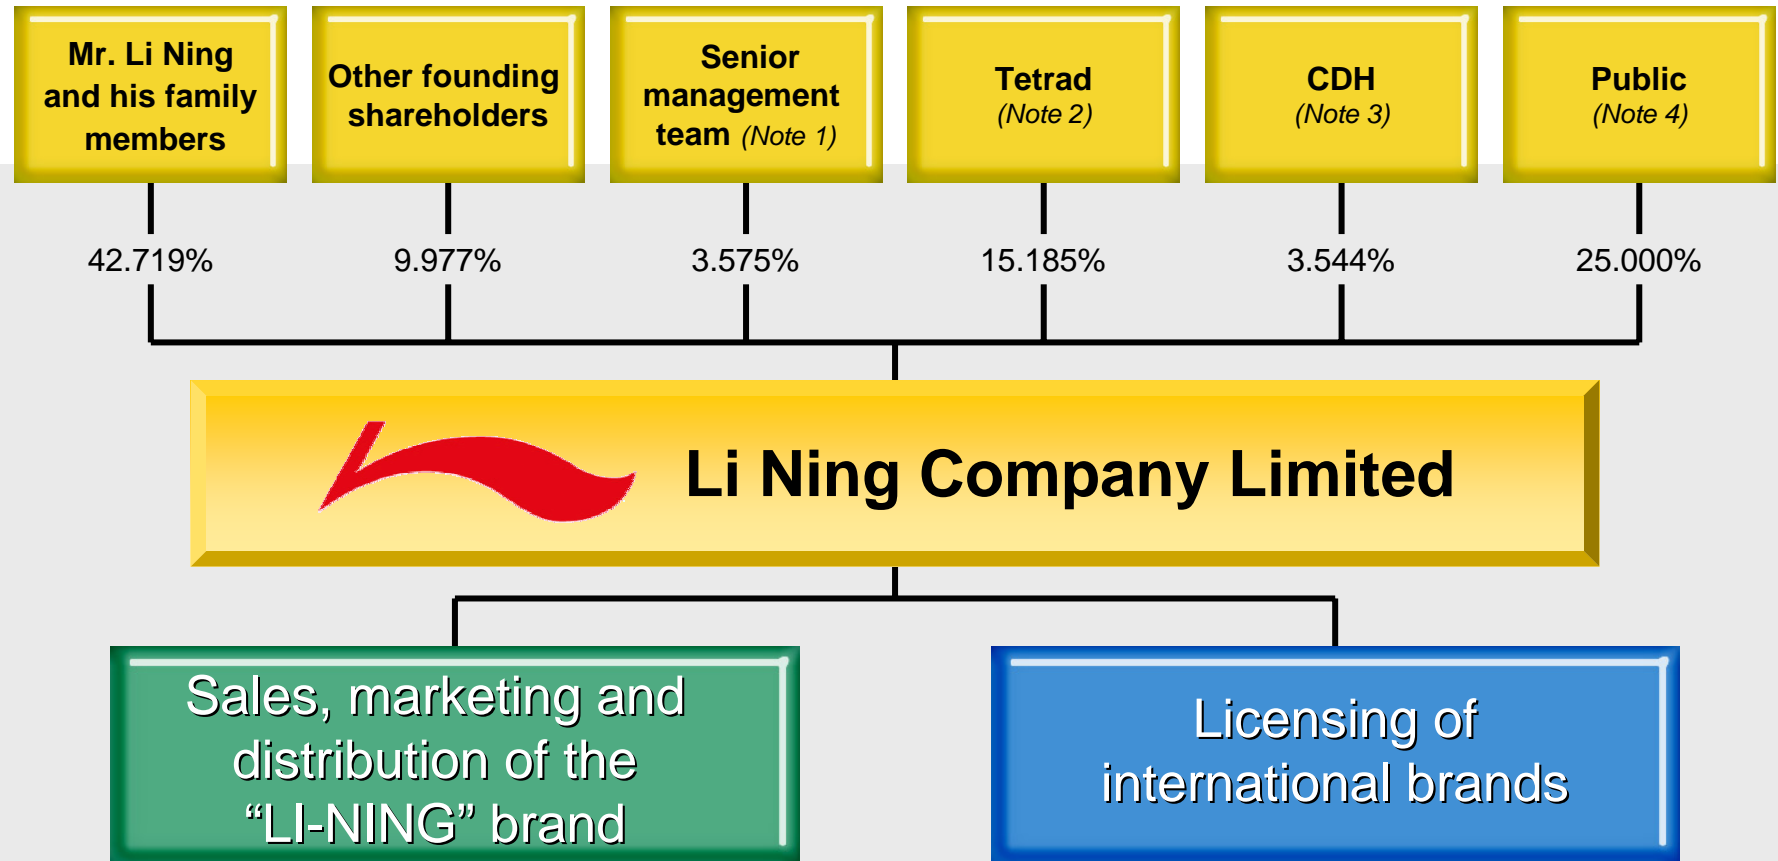 Mr. Li Ning
and his family
members
Other founding
shareholders
Senior
management
team (Note 1)
Tetrad
(Note 2)
CDH
(Note 3)
Public
(Note 4)
42.719%
9.977%
3.575%
15.185%
3.544%
25.000%
Li Ning Company Limited
Sales, marketing and
distribution of the
“LI-NING” brand
Licensing of
international brands